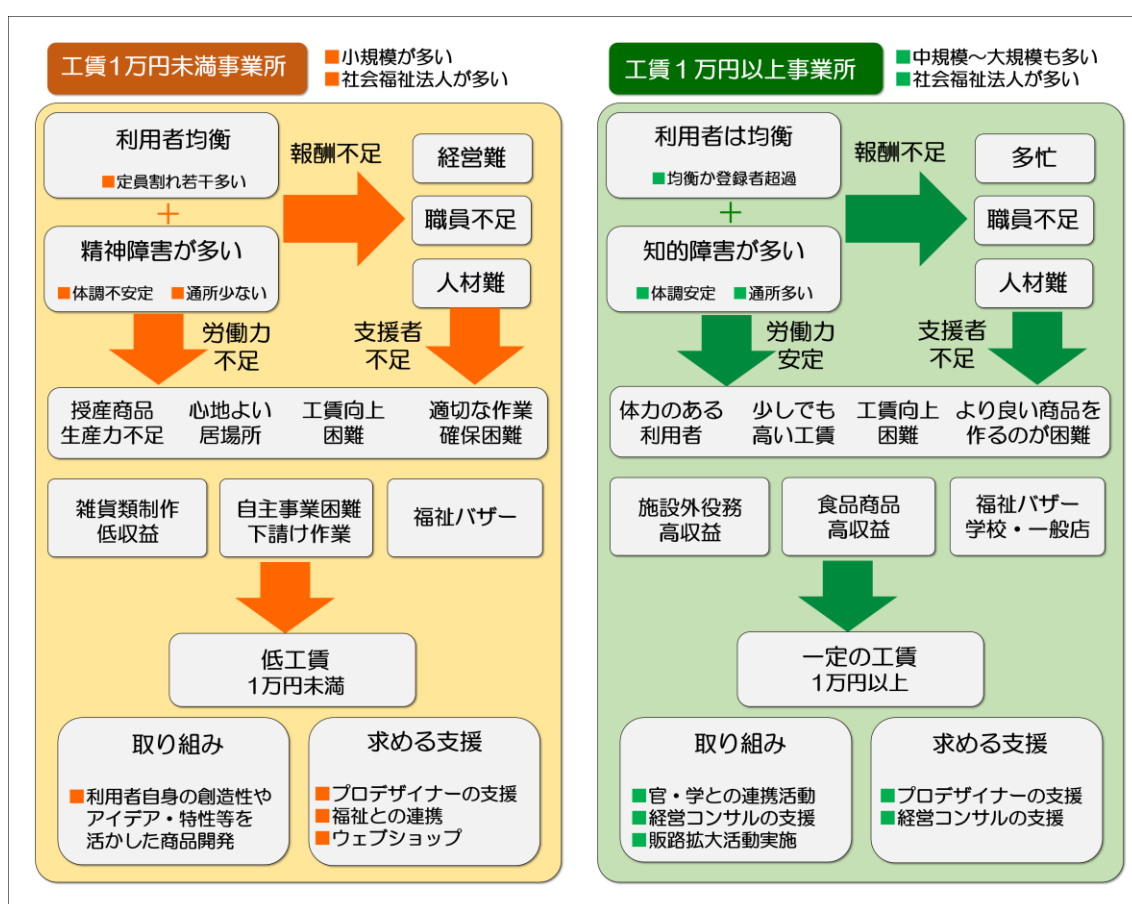 工賃1万円未満事業所
■小規模が多い
■社会福祉法人が多い
利用者均衡
■定員割れ若干多い
+
精神障害が多い
■体調不安定 ■通所少ない
報酬不足
経営難
職員不足
人材難
労働力
不足
支援者
不足
授産商品
生産力不足
心地よい
居場所
工賃向上
困難
適切な作業
確保困難
雑貨類制作
低収益
自主事業困難
下請け作業
福祉バザー
低工賃
1万円未満
取り組み
■利用者自身の創造性や
アイデア・特性等を
活かした商品開発
求める支援
■プロデザイナーの支援
■福祉との連携
■ウェブショップ
工賃1万円以上事業所
■中規模～大規模も多い
■社会福祉法人が多い
利用者は均衡
■均衡か登録者超過
+
知的障害が多い
■体調安定 ■通所多い
報酬不足
多忙
職員不足
人材難
労働力
安定
支援者
不足
体力のある
利用者
少しでも
高い工賃
工賃向上
困難
より良い商品を
作るのが困難
施設外役務
高収益
食品商品
高収益
福祉バザー
学校・一般店
一定の工賃
1万円以上
取り組み
■官・学との連携活動
■経営コンサルの支援
■販路拡大活動実施
求める支援
■プロデザイナーの支援
■経営コンサルの支援